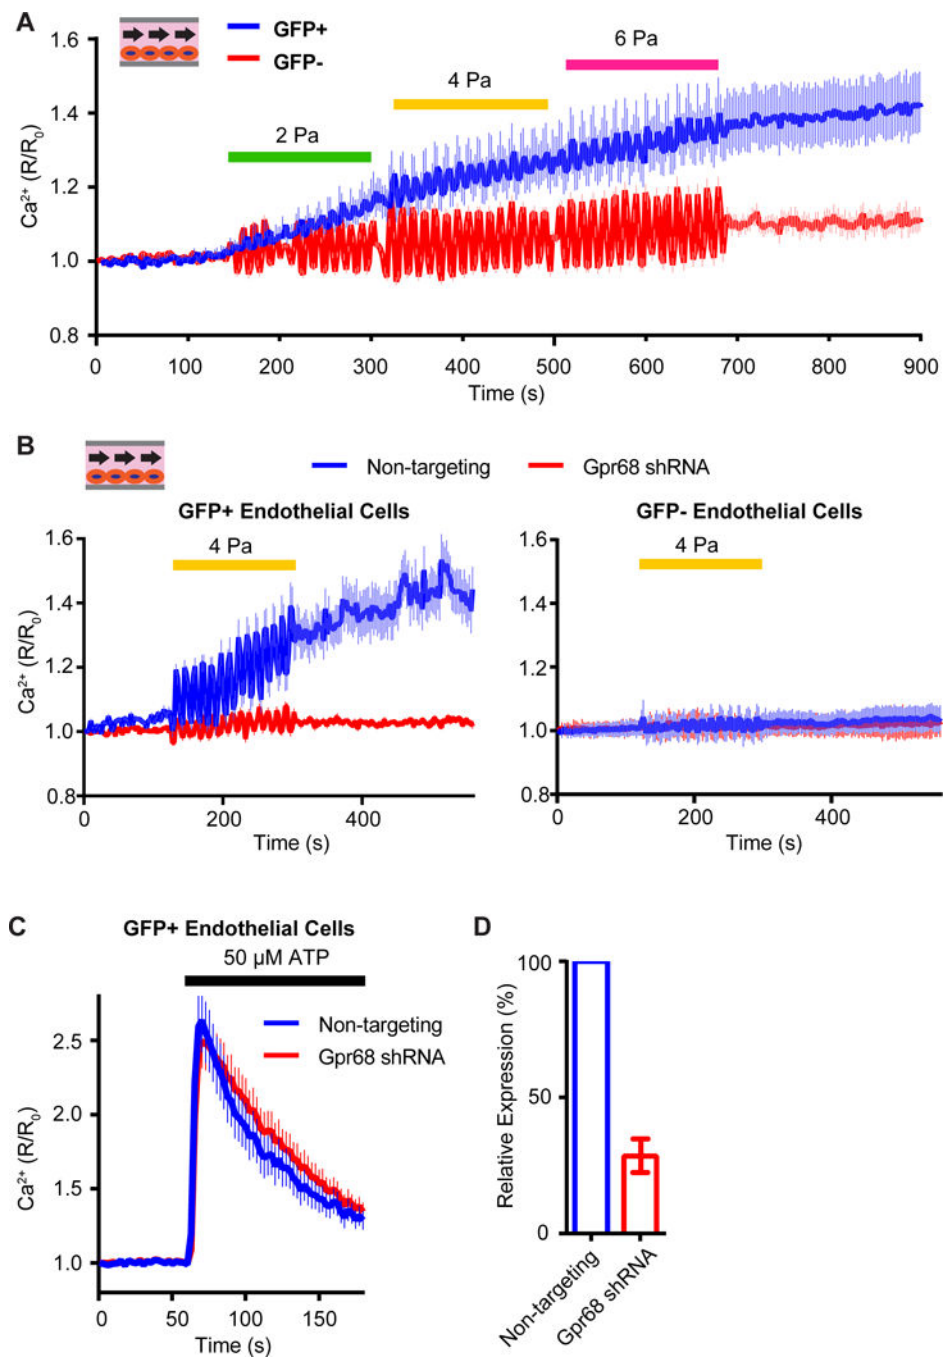 A
GFP+
GFP-
2 Pa
4 Pa
6 Pa
Ca²⁺ (R/R₀)
1.6
1.4
1.2
1.0
0.8
0 100 200 300 400 500 600 700 800 900
Time (s)
B
Non-targeting
Gpr68 shRNA
GFP+ Endothelial Cells
4 Pa
Ca²⁺ (R/R₀)
1.6
1.4
1.2
1.0
0.8
0 200 400
Time (s)
GFP- Endothelial Cells
4 Pa
Ca²⁺ (R/R₀)
1.6
1.4
1.2
1.0
0.8
0 200 400
Time (s)
C
GFP+ Endothelial Cells
50 µM ATP
Non-targeting
Gpr68 shRNA
Ca²⁺ (R/R₀)
2.5
2.0
1.5
1.0
0 50 100 150
Time (s)
D
Relative Expression (%)
100
50
0
Non-targeting
Gpr68 shRNA